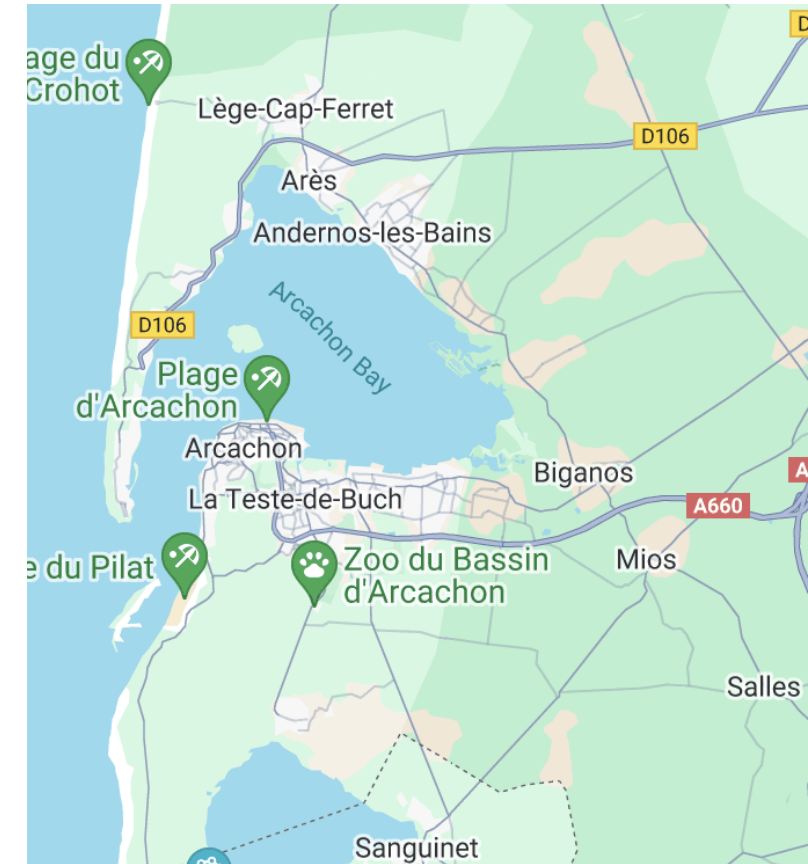 age du
Crohot
Lège-Cap-Ferret
D106
Arès
Andernos-les-Bains
Arcachon Bay
D106
Plage
d'Arcachon
Arcachon
Biganos
La Teste-de-Buch
A660
e du Pilat
Zoo du Bassin
d'Arcachon
Mios
Salles
Sanguinet